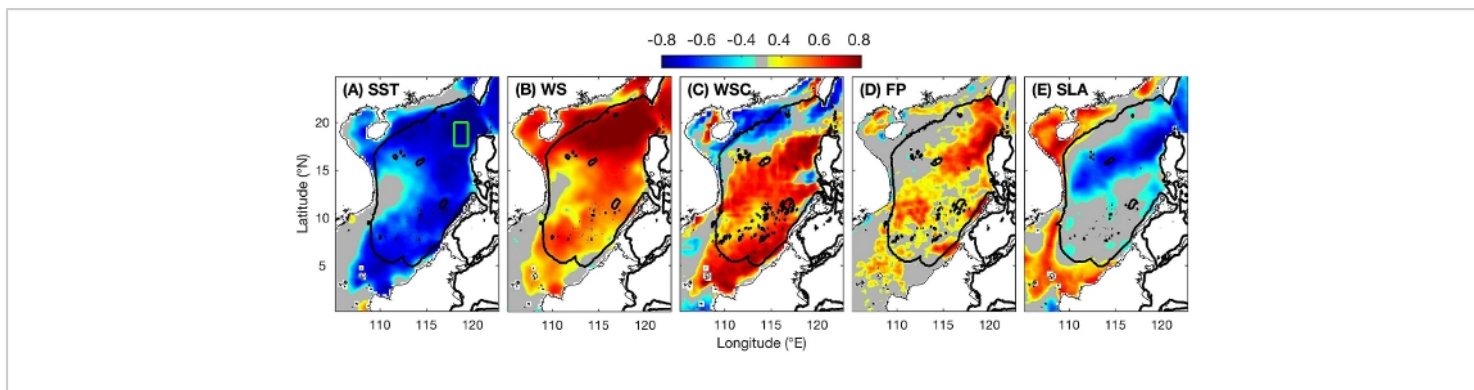 -0.8 -0.6 -0.4 0.4 0.6 0.8
(A) SST (B) WS (C) WSC (D) FP (E) SLA
20
15
10
5
Latitude (°N)
110 115 120 110 115 120 110 115 120 110 115 120 110 115 120
Longitude (°E)